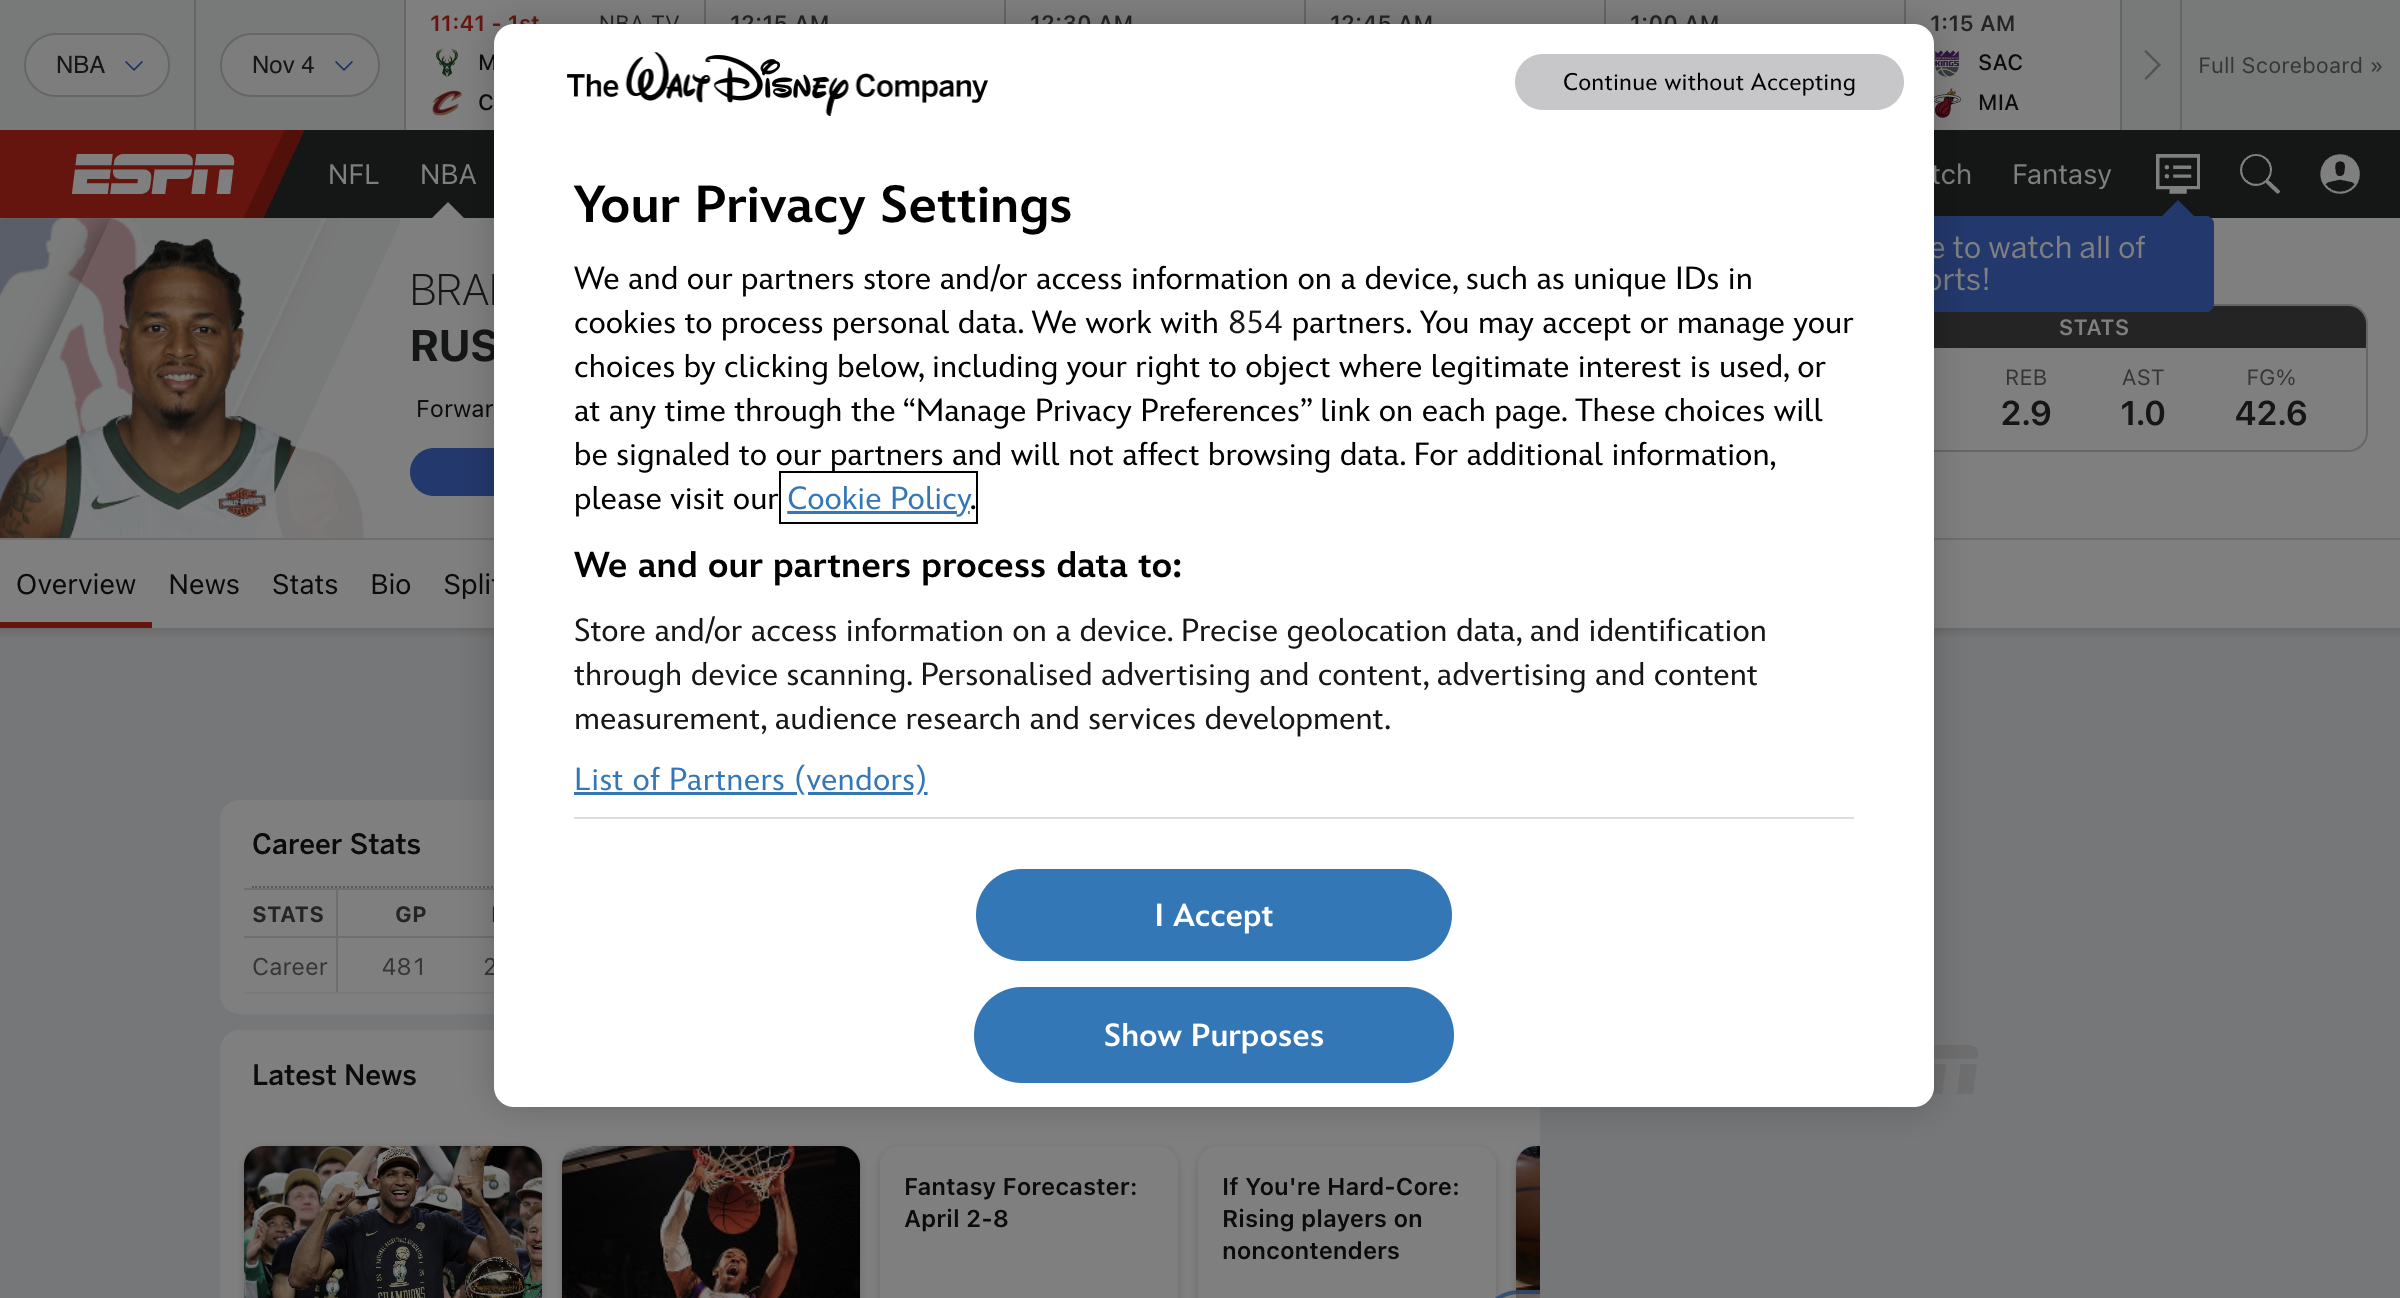 NBA
Nov 4
11:41 - 1st
NBA TV
12:15 AM
12:30 AM
12:45 AM
1:00 AM
1:15 AM
SAC
MIA
Full Scoreboard »
ESPN
NFL
NBA
Fantasy
to watch all of
STATS
REB
AST
FG%
2.9
1.0
42.6
Overview
News
Stats
Bio
The Walt Disney Company
Continue without Accepting
Your Privacy Settings
We and our partners store and/or access information on a device, such as unique IDs in
cookies to process personal data. We work with 854 partners. You may accept or manage your
choices by clicking below, including your right to object where legitimate interest is used, or
at any time through the “Manage Privacy Preferences” link on each page. These choices will
be signaled to our partners and will not affect browsing data. For additional information,
please visit our Cookie Policy.
We and our partners process data to:
Store and/or access information on a device. Precise geolocation data, and identification
through device scanning. Personalised advertising and content, advertising and content
measurement, audience research and services development.
List of Partners (vendors)
I Accept
Show Purposes
Career Stats
STATS
GP
Career
481
Latest News
Fantasy Forecaster:
April 2-8
If You're Hard-Core:
Rising players on
noncontenders